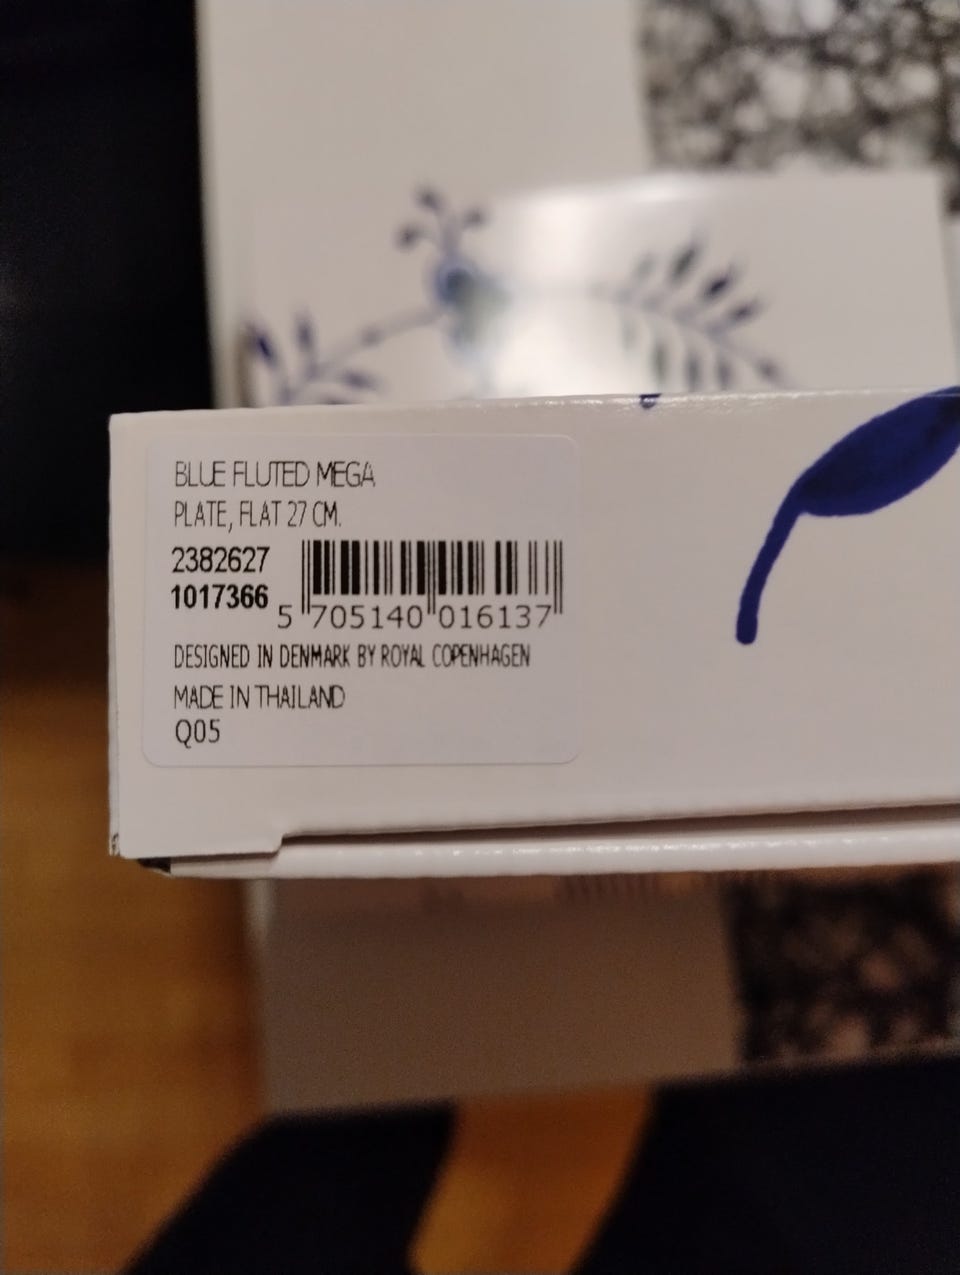 BLUE FLUTED MEGA
PLATE, FLAT 27 CM.
2382627
1017366
5 705140 016137
DESIGNED IN DENMARK BY ROYAL COPENHAGEN
MADE IN THAILAND
Q05